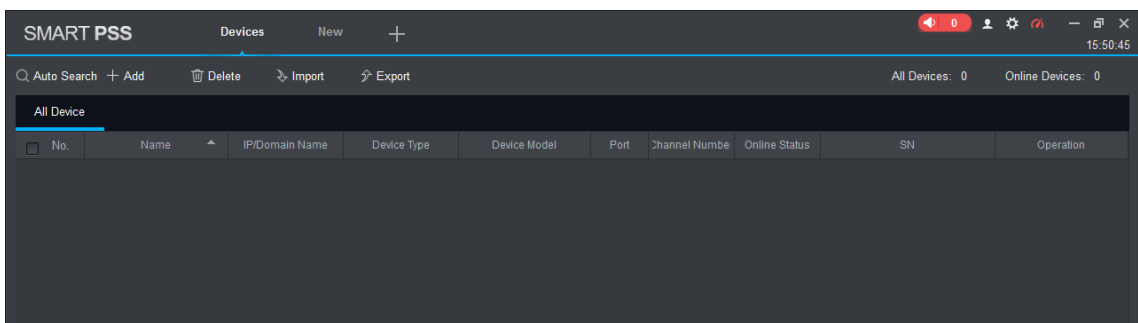 SMART PSS Devices New + 0
15:50:45
Auto Search + Add Delete Import Export All Devices: 0 Online Devices: 0
All Device
No. Name IP/Domain Name Device Type Device Model Port Channel Numbe Online Status SN Operation